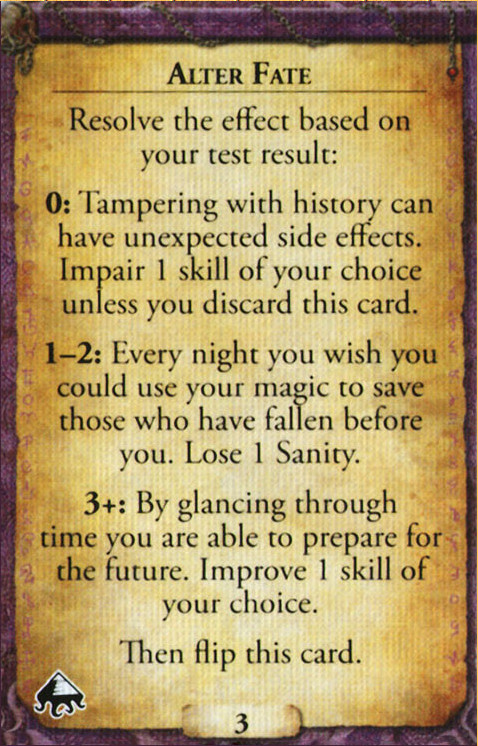 ALTER FATE
Resolve the effect based on
your test result:
0: Tampering with history can
have unexpected side effects.
Impair 1 skill of your choice
unless you discard this card.
1–2: Every night you wish you
could use your magic to save
those who have fallen before
you. Lose 1 Sanity.
3+: By glancing through
time you are able to prepare for
the future. Improve 1 skill of
your choice.
Then flip this card.
3